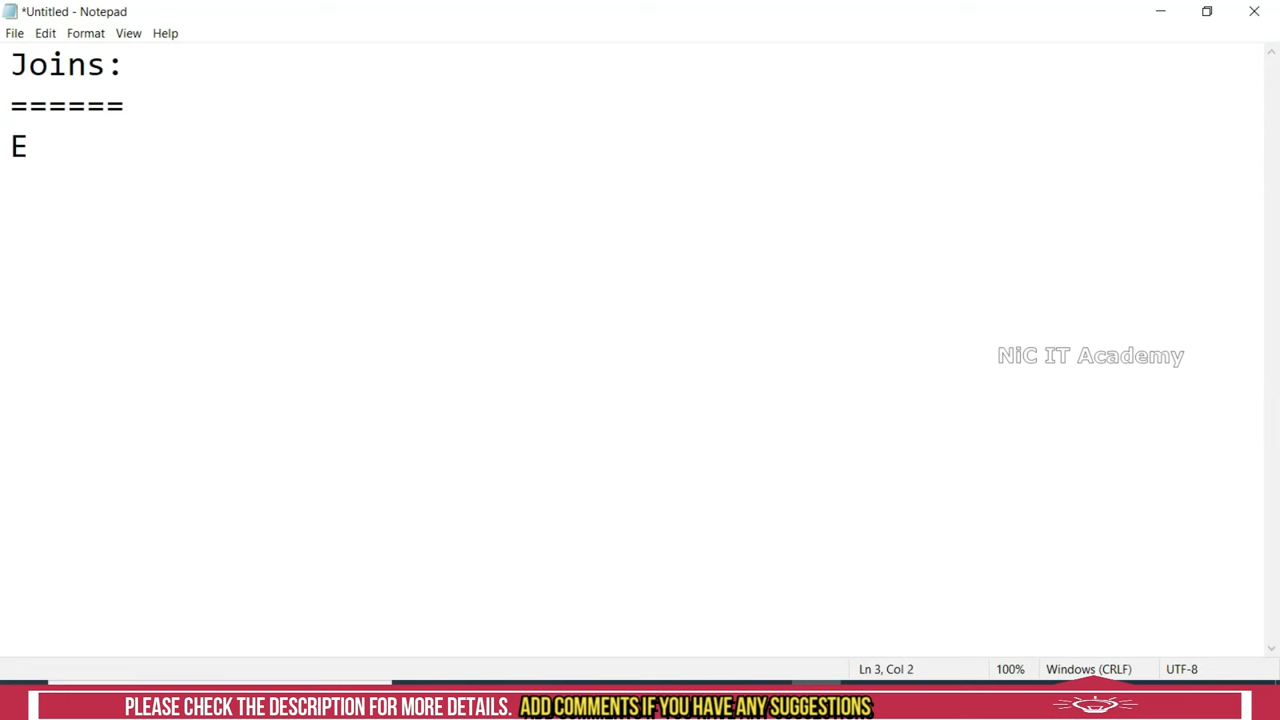 *Untitled - Notepad
File Edit Format View Help
Joins:
======
E
NiC IT Academy
Ln 3, Col 2 100% Windows (CRLF) UTF-8
PLEASE CHECK THE DESCRIPTION FOR MORE DETAILS. ADD COMMENTS IF YOU HAVE ANY SUGGESTIONS